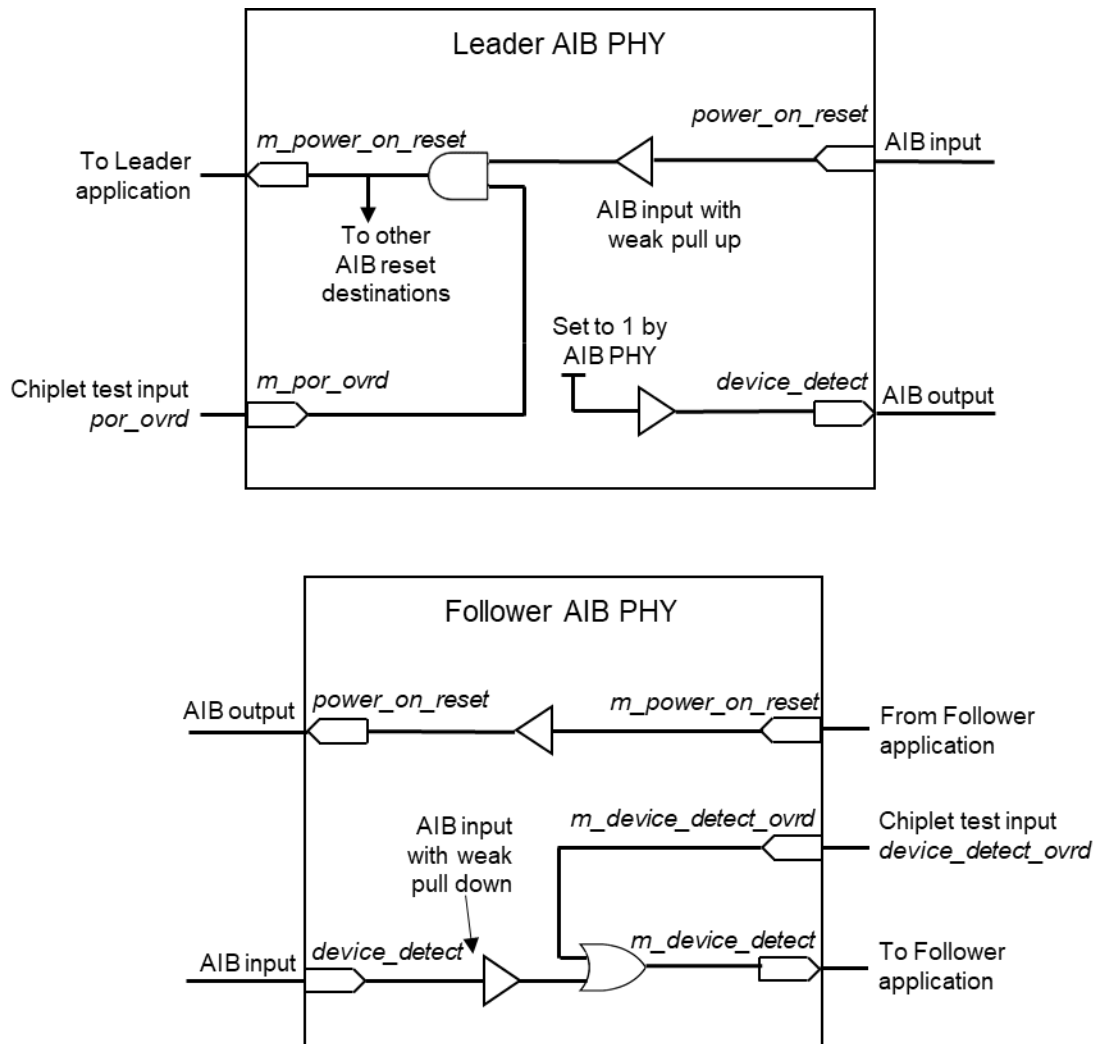 Leader AIB PHY
power_on_reset
m_power_on_reset
AIB input
To Leader
application
AIB input with
weak pull up
To other
AIB reset
destinations
Set to 1 by
AIB PHY
Chiplet test input
por_ovrd
m_por_ovrd
device_detect
AIB output
Follower AIB PHY
AIB output
power_on_reset
m_power_on_reset
From Follower
application
AIB input
with weak
pull down
m_device_detect_ovrd
Chiplet test input
device_detect_ovrd
AIB input
device_detect
m_device_detect
To Follower
application